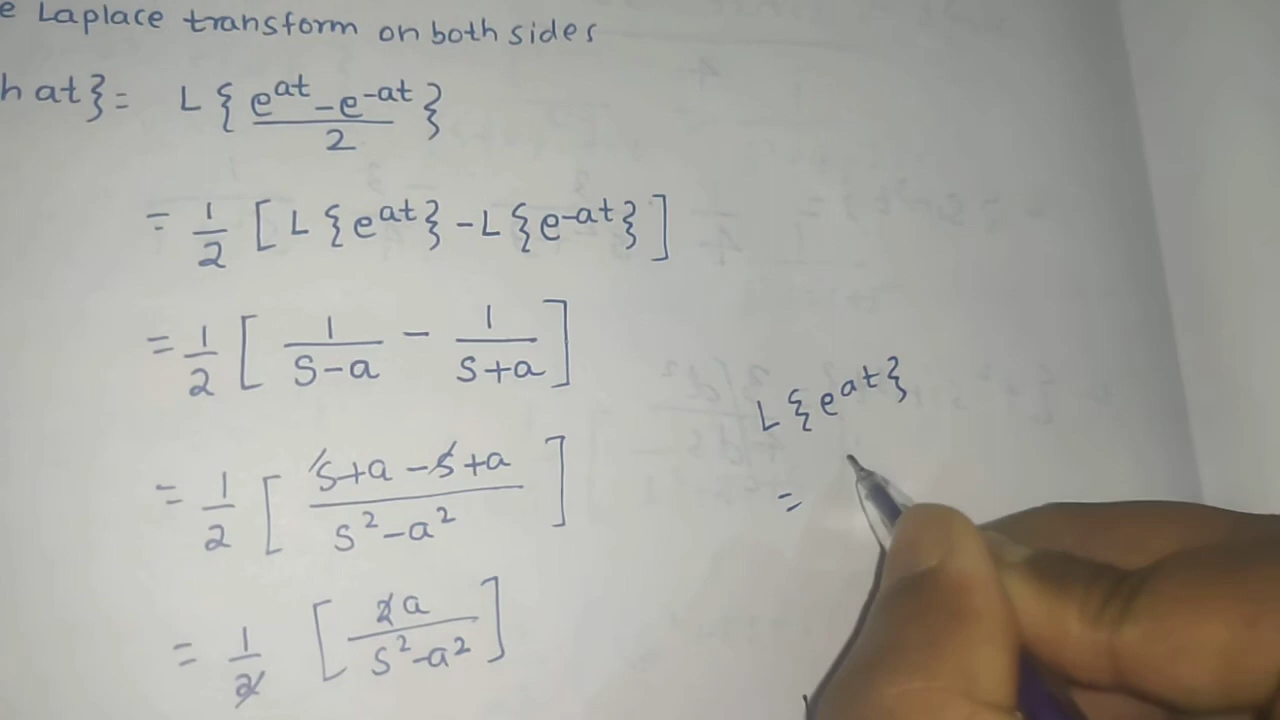 e Laplace transform on both sides
h at} = L{e^at - e^-at / 2}
= 1/2 [L{e^at} - L{e^-at}]
= 1/2 [1/(s-a) - 1/(s+a)]
= 1/2 [(s+a-s+a)/(s²-a²)]
= 1/2 [2a/(s²-a²)]
L{e^at}
=